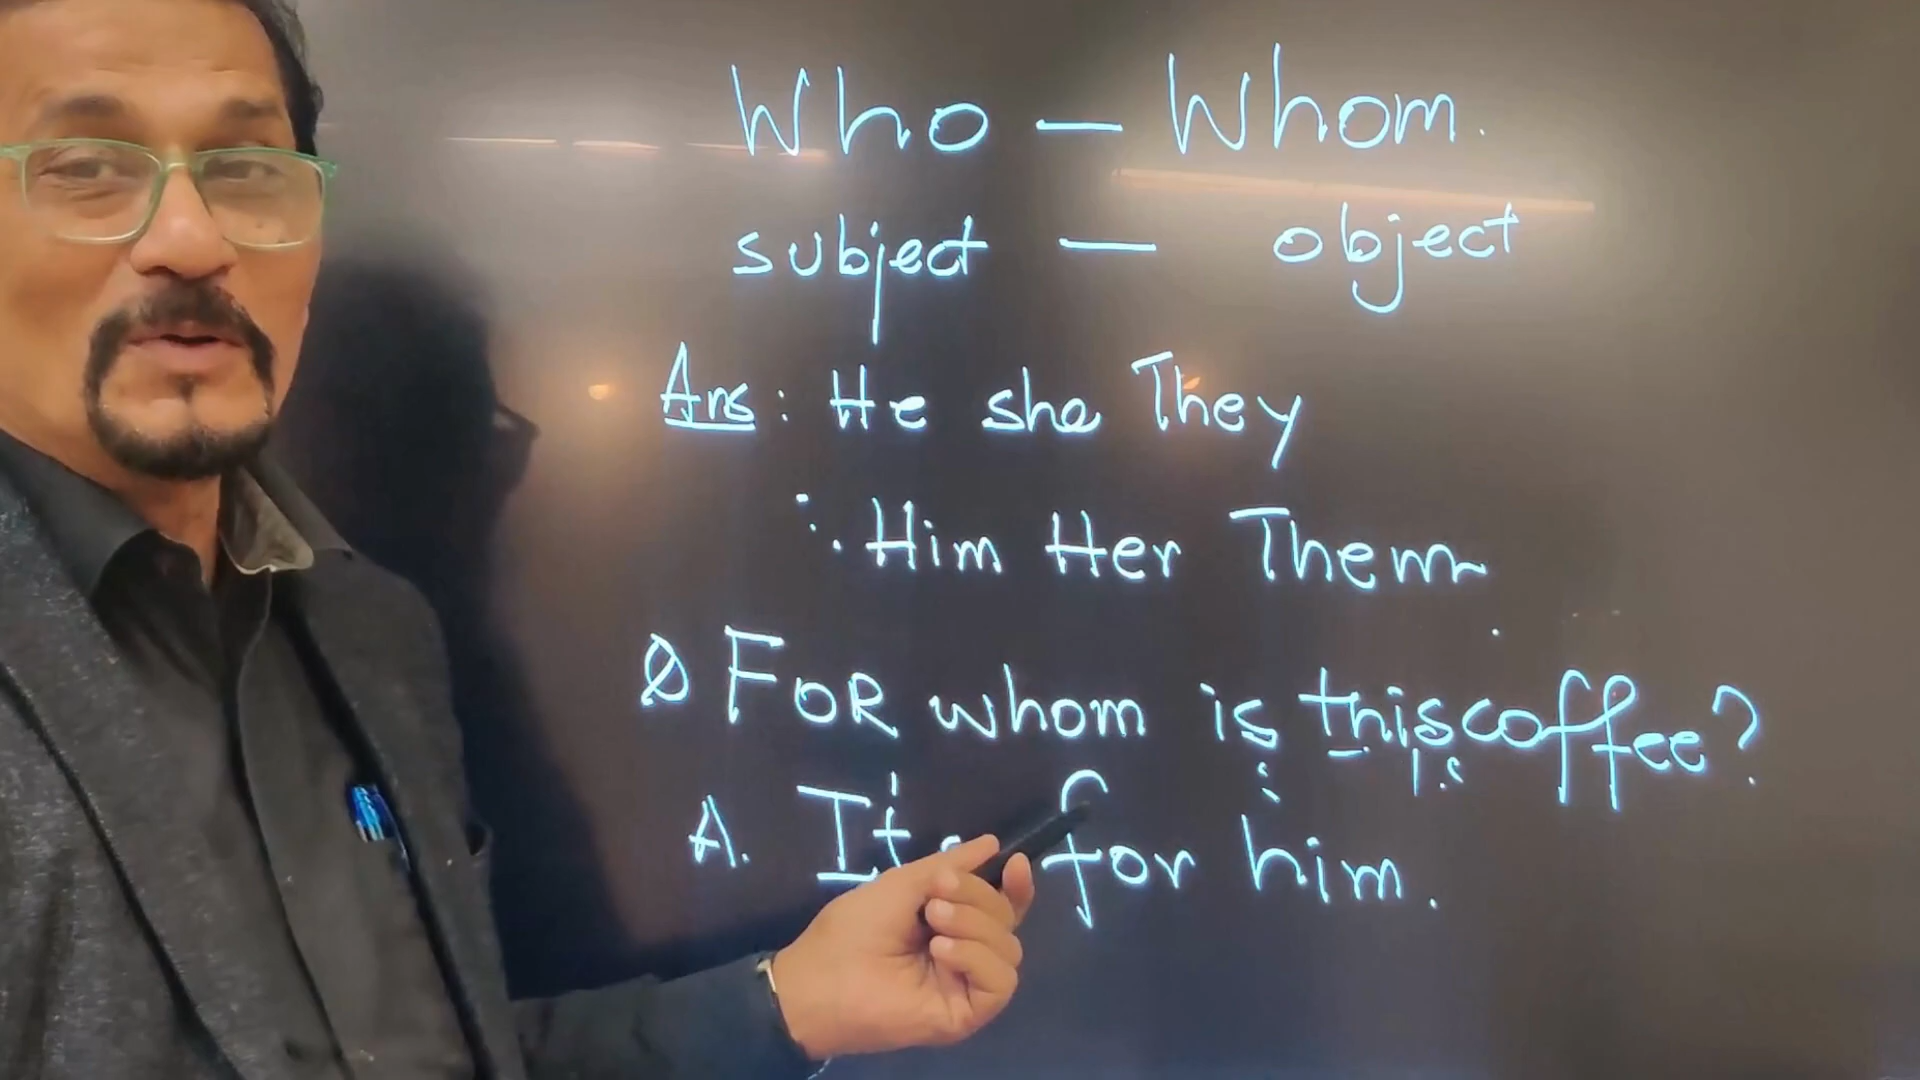 Who — Whom.
subject — object
Ans: He she They
Him Her Them
Q FOR whom is this coffee?
A. It for him.